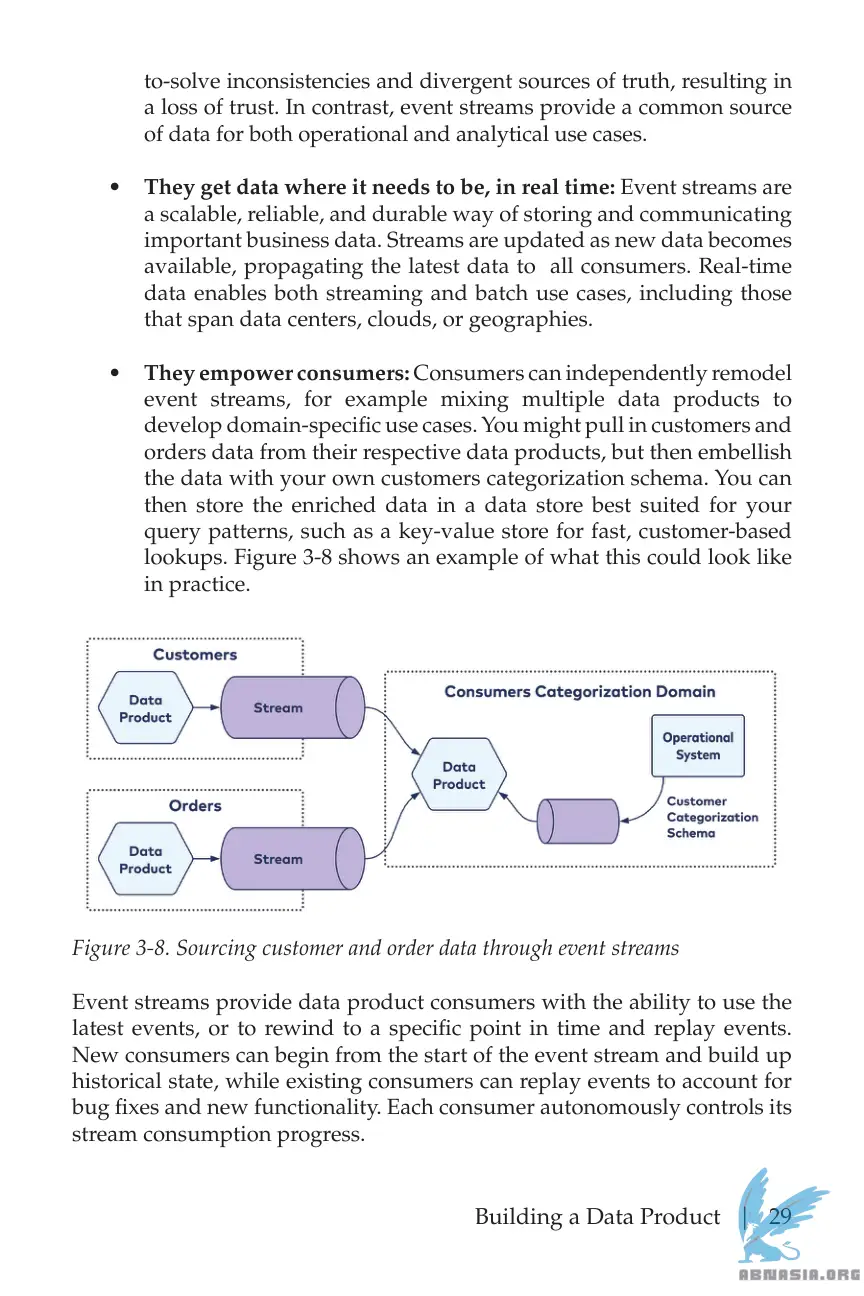 to-solve inconsistencies and divergent sources of truth, resulting in
a loss of trust. In contrast, event streams provide a common source
of data for both operational and analytical use cases.
• They get data where it needs to be, in real time: Event streams are
a scalable, reliable, and durable way of storing and communicating
important business data. Streams are updated as new data becomes
available, propagating the latest data to all consumers. Real-time
data enables both streaming and batch use cases, including those
that span data centers, clouds, or geographies.
• They empower consumers: Consumers can independently remodel
event streams, for example mixing multiple data products to
develop domain-specific use cases. You might pull in customers and
orders data from their respective data products, but then embellish
the data with your own customers categorization schema. You can
then store the enriched data in a data store best suited for your
query patterns, such as a key-value store for fast, customer-based
lookups. Figure 3-8 shows an example of what this could look like
in practice.
Customers
Data
Product
Stream
Orders
Data
Product
Stream
Consumers Categorization Domain
Data
Product
Operational
System
Customer
Categorization
Schema
Figure 3-8. Sourcing customer and order data through event streams
Event streams provide data product consumers with the ability to use the
latest events, or to rewind to a specific point in time and replay events.
New consumers can begin from the start of the event stream and build up
historical state, while existing consumers can replay events to account for
bug fixes and new functionality. Each consumer autonomously controls its
stream consumption progress.
Building a Data Product | 29
ABNASIA.ORG